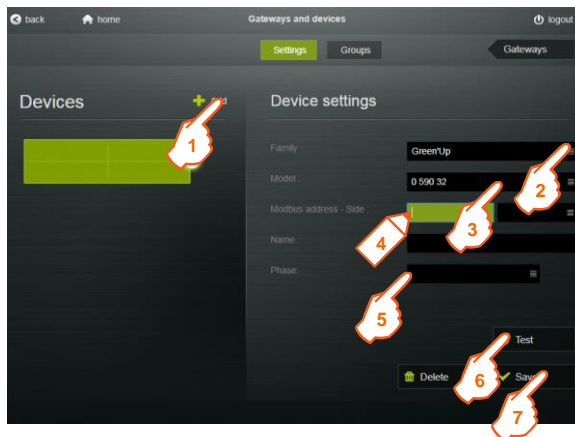 back home Gateways and devices logout
Settings Groups Gateways
Devices Add Device settings
1
Family Green'Up
2
Model : 0 590 32
3
Modbus address - Side :
4
Name :
Phase:
5
Test
6
Delete Save
7